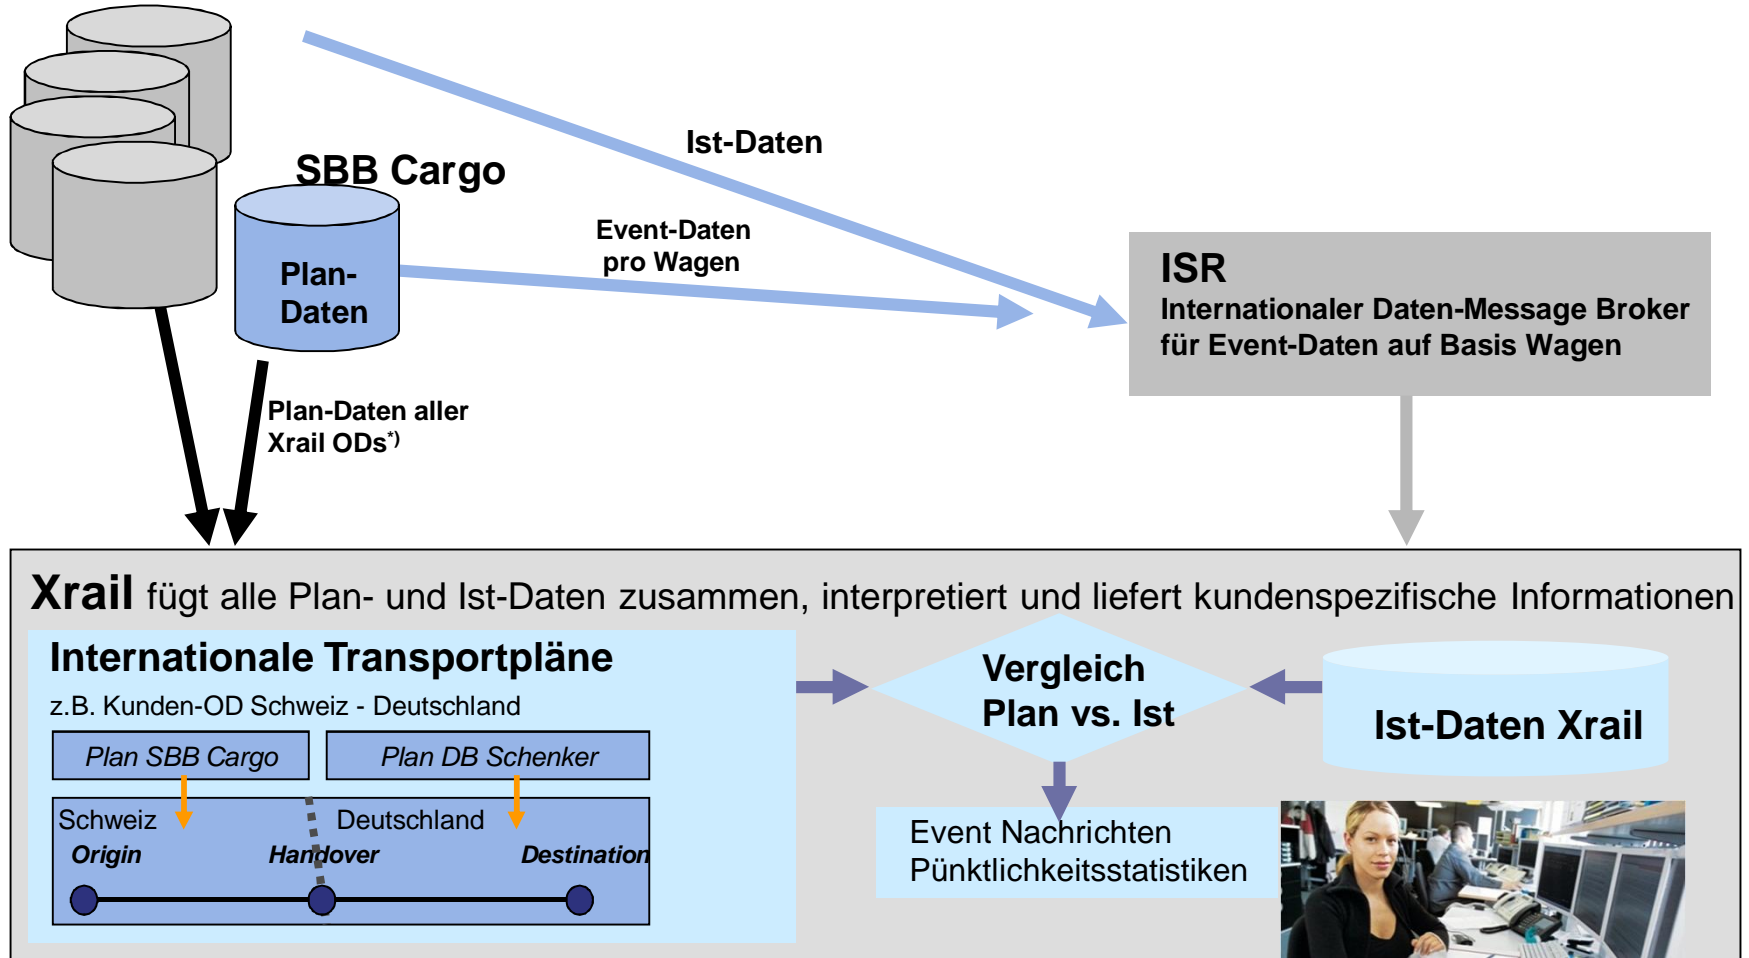 Ist-Daten
SBB Cargo
Event-Daten
pro Wagen
Plan-
Daten
ISR
Internationaler Daten-Message Broker
für Event-Daten auf Basis Wagen
Plan-Daten aller
Xrail ODs*)
Xrail fügt alle Plan- und Ist-Daten zusammen, interpretiert und liefert kundenspezifische Informationen
Internationale Transportpläne
z.B. Kunden-OD Schweiz - Deutschland
Plan SBB Cargo
Plan DB Schenker
Schweiz
Deutschland
Origin
Handover
Destination
Vergleich
Plan vs. Ist
Ist-Daten Xrail
Event Nachrichten
Pünktlichkeitsstatistiken